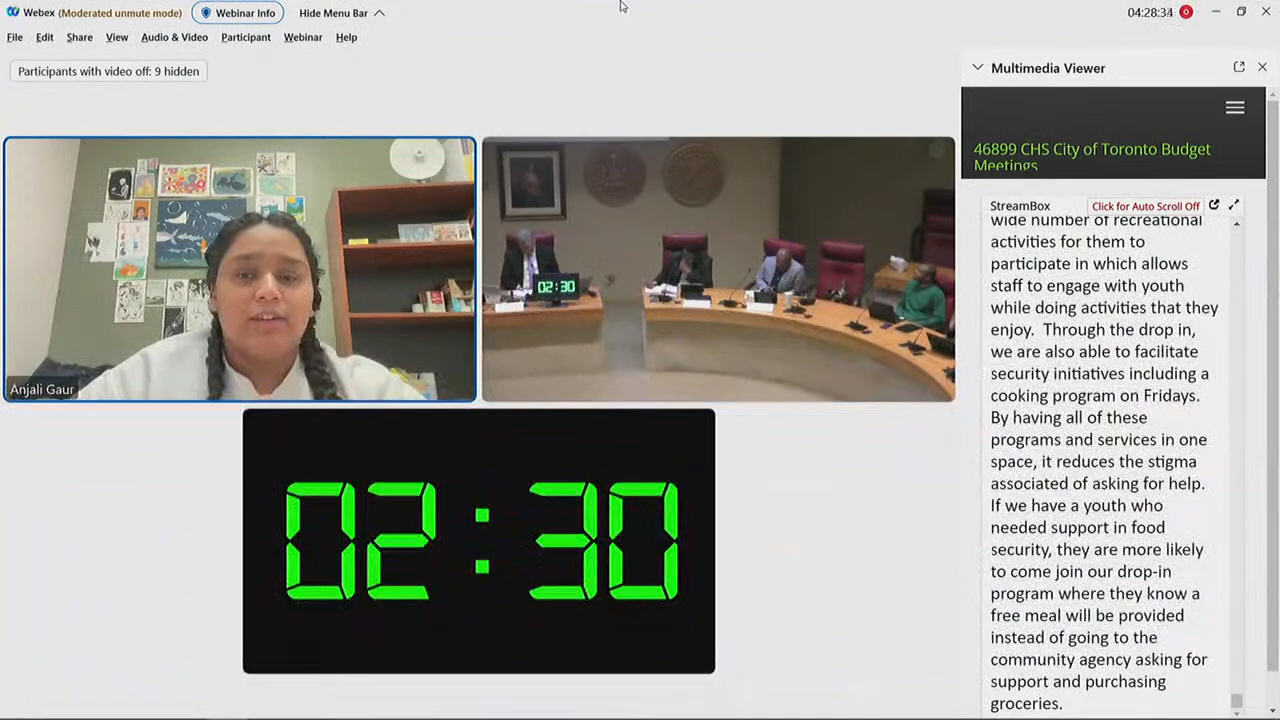 Webex (Moderated unmute mode) Webinar Info Hide Menu Bar 04:28:34
File Edit Share View Audio & Video Participant Webinar Help
Participants with video off: 9 hidden
Multimedia Viewer
46899 CHS City of Toronto Budget
Meetings
StreamBox Click for Auto Scroll Off
wide number of recreational
activities for them to
participate in which allows
staff to engage with youth
while doing activities that they
enjoy. Through the drop in,
we are also able to facilitate
security initiatives including a
cooking program on Fridays.
By having all of these
programs and services in one
space, it reduces the stigma
associated of asking for help.
If we have a youth who
needed support in food
security, they are more likely
to come join our drop-in
program where they know a
free meal will be provided
instead of going to the
community agency asking for
support and purchasing
groceries.
Anjali Gaur
02:30
02:30